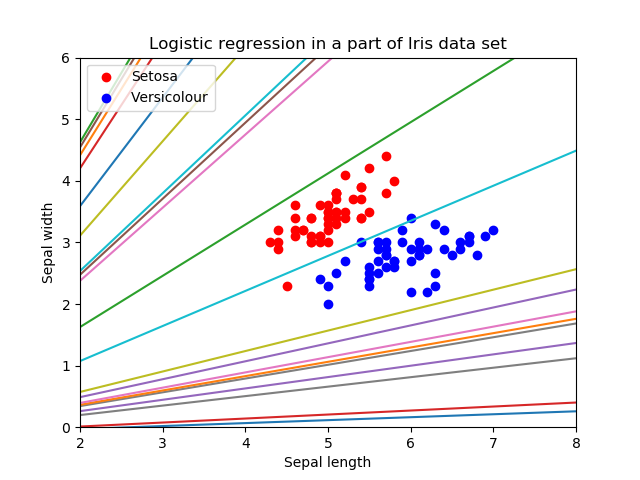 Logistic regression in a part of Iris data set
Setosa
Versicolour
Sepal width
6
5
4
3
2
1
0
2 3 4 5 6 7 8
Sepal length